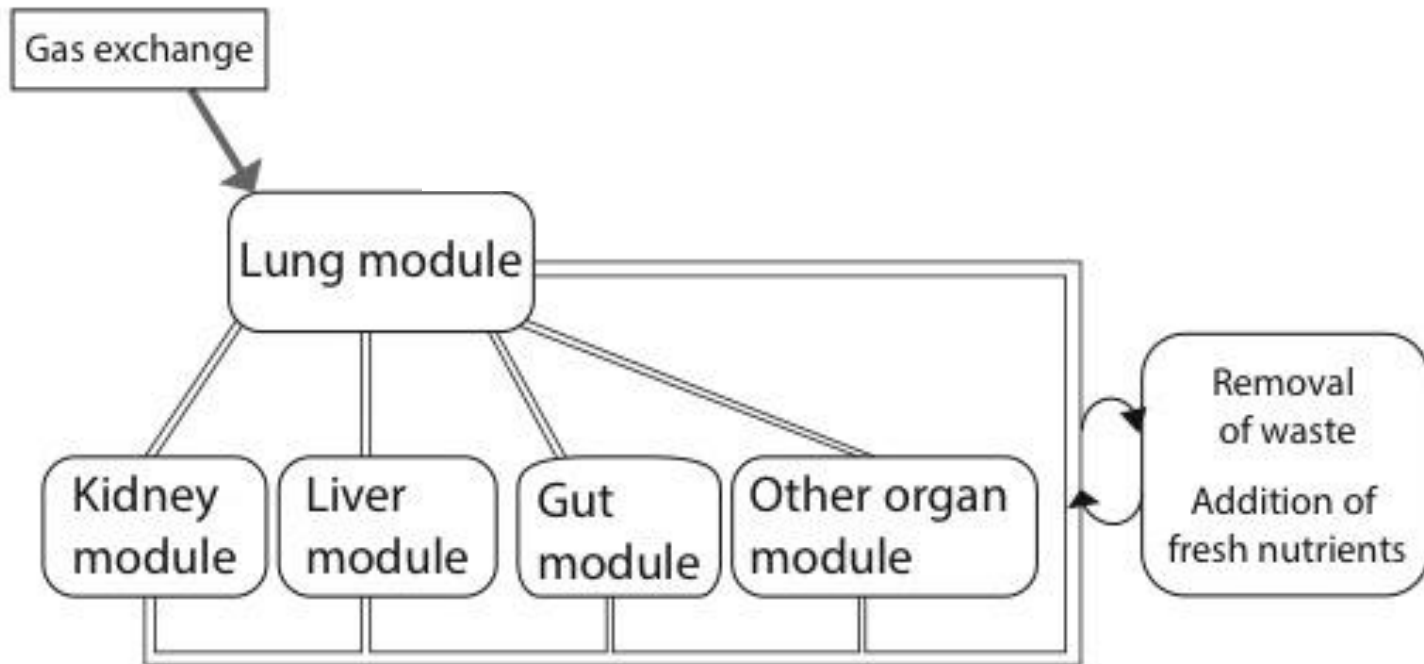 Gas exchange
Lung module
Kidney
module
Liver
module
Gut
module
Other organ
module
Removal
of waste
Addition of
fresh nutrients